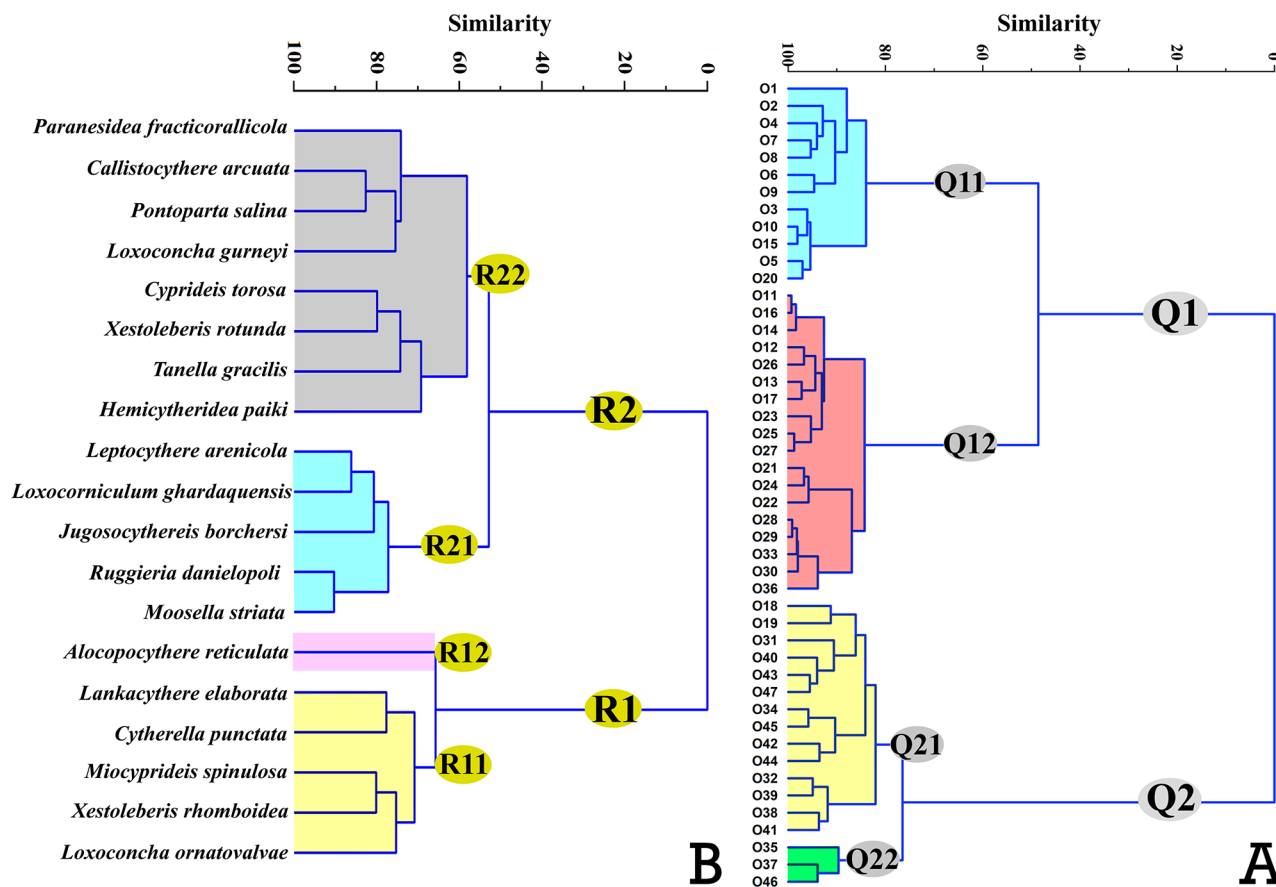 Similarity
100
80
60
40
20
0
Paranesidea fracticorallicola
Callistocythere arcuata
Pontoparta salina
Loxoconcha gurneyi
Cyprideis torosa
Xestoleberis rotunda
Tanella gracilis
Hemicytheridea paiki
Leptocythere arenicola
Loxocorniculum ghardaquensis
Jugosocythereis borchersi
Ruggieria danielopoli
Moosella striata
Alocopocythere reticulata
Lankacythere elaborata
Cytherella punctata
Miocyprideis spinulosa
Xestoleberis rhomboidea
Loxoconcha ornatovalvae
R22
R2
R21
R12
R1
R11
B
Similarity
100
80
60
40
20
0
O1
O2
O4
O7
O8
O6
O9
O3
O10
O15
O5
O20
O11
O16
O14
O12
O26
O13
O17
O23
O25
O27
O21
O24
O22
O28
O29
O33
O30
O36
O18
O19
O31
O40
O43
O47
O34
O45
O42
O44
O32
O39
O38
O41
O35
O37
O46
Q11
Q1
Q12
Q21
Q2
Q22
A